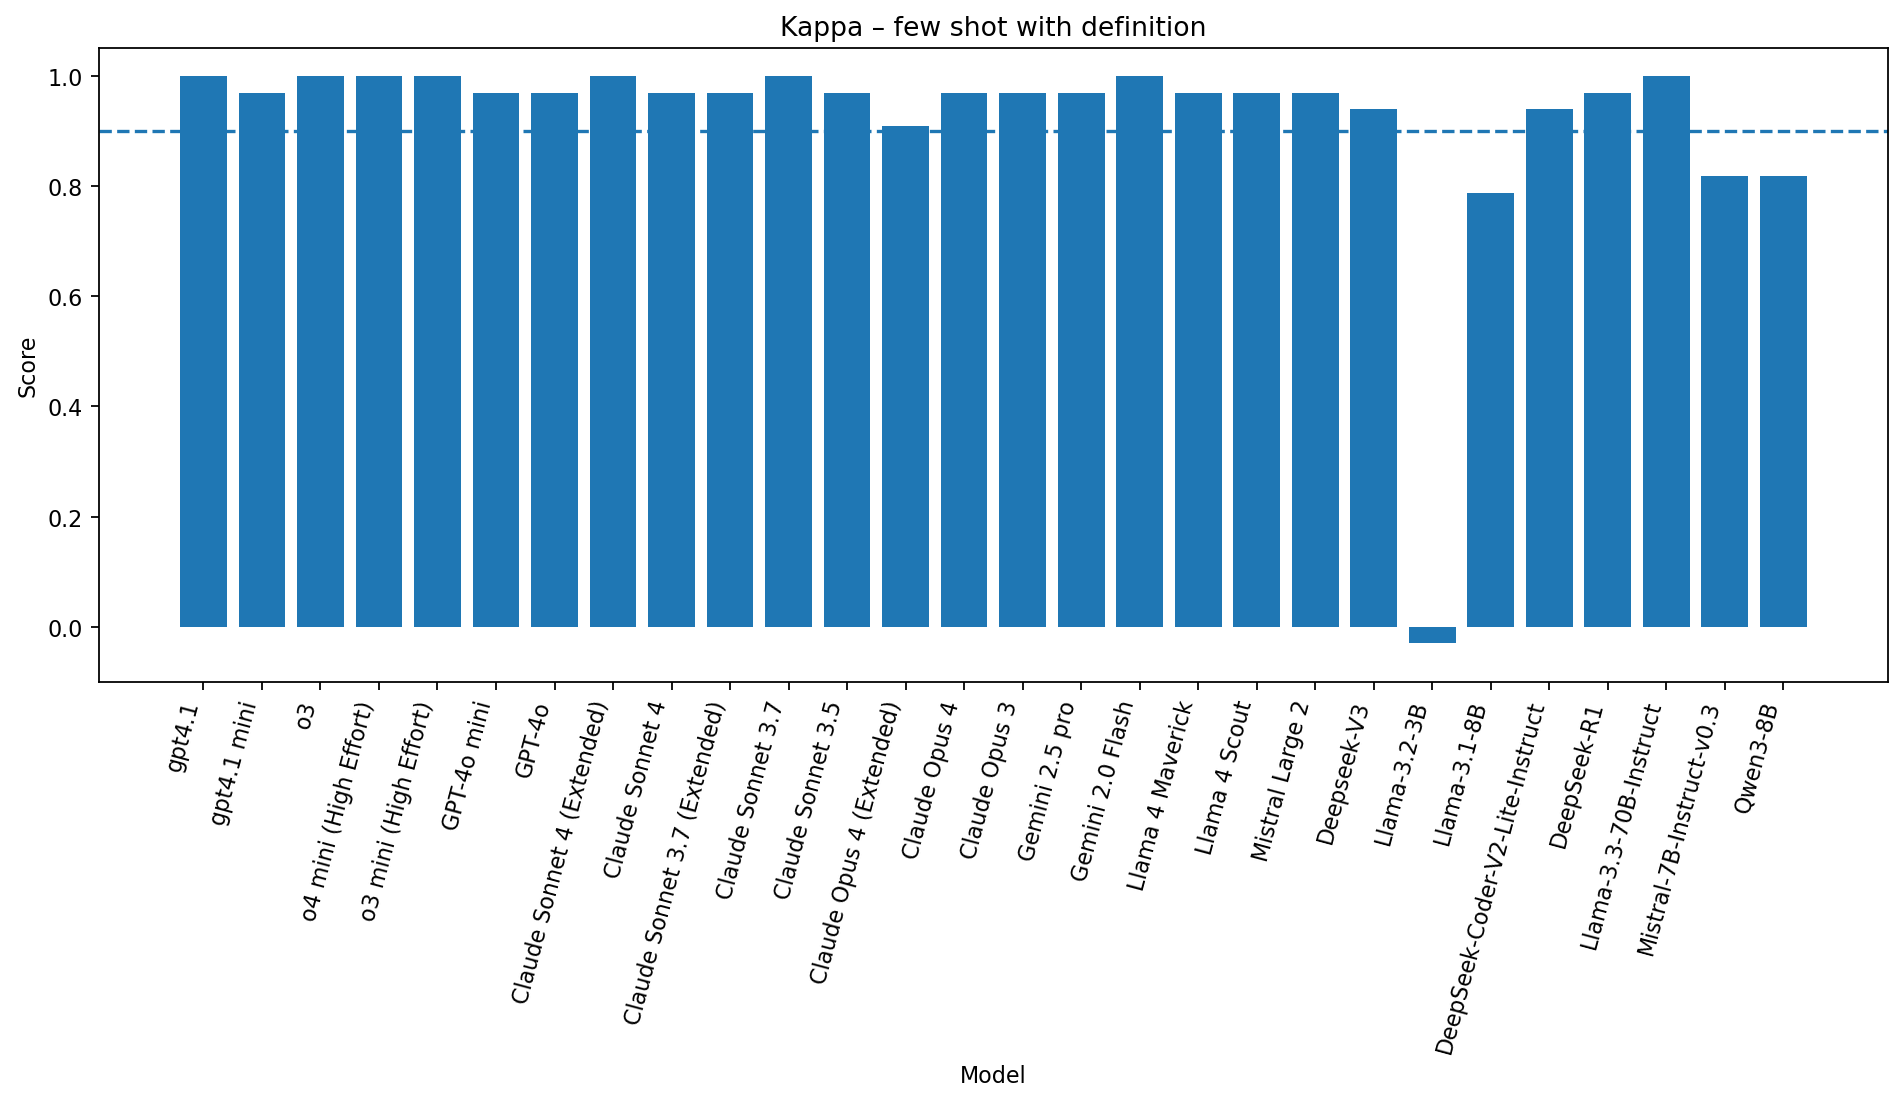 Kappa – few shot with definition
Score
1.0
0.8
0.6
0.4
0.2
0.0
gpt4.1
gpt4.1 mini
o3
o4 mini (High Effort)
o3 mini (High Effort)
GPT-4o mini
GPT-4o
Claude Sonnet 4 (Extended)
Claude Sonnet 4
Claude Sonnet 3.7 (Extended)
Claude Sonnet 3.7
Claude Sonnet 3.5
Claude Opus 4 (Extended)
Claude Opus 4
Claude Opus 3
Gemini 2.5 pro
Gemini 2.0 Flash
Llama 4 Maverick
Llama 4 Scout
Mistral Large 2
Deepseek-V3
Llama-3.2-3B
Llama-3.1-8B
DeepSeek-Coder-V2-Lite-Instruct
DeepSeek-R1
Llama-3.3-70B-Instruct
Mistral-7B-Instruct-v0.3
Qwen3-8B
Model